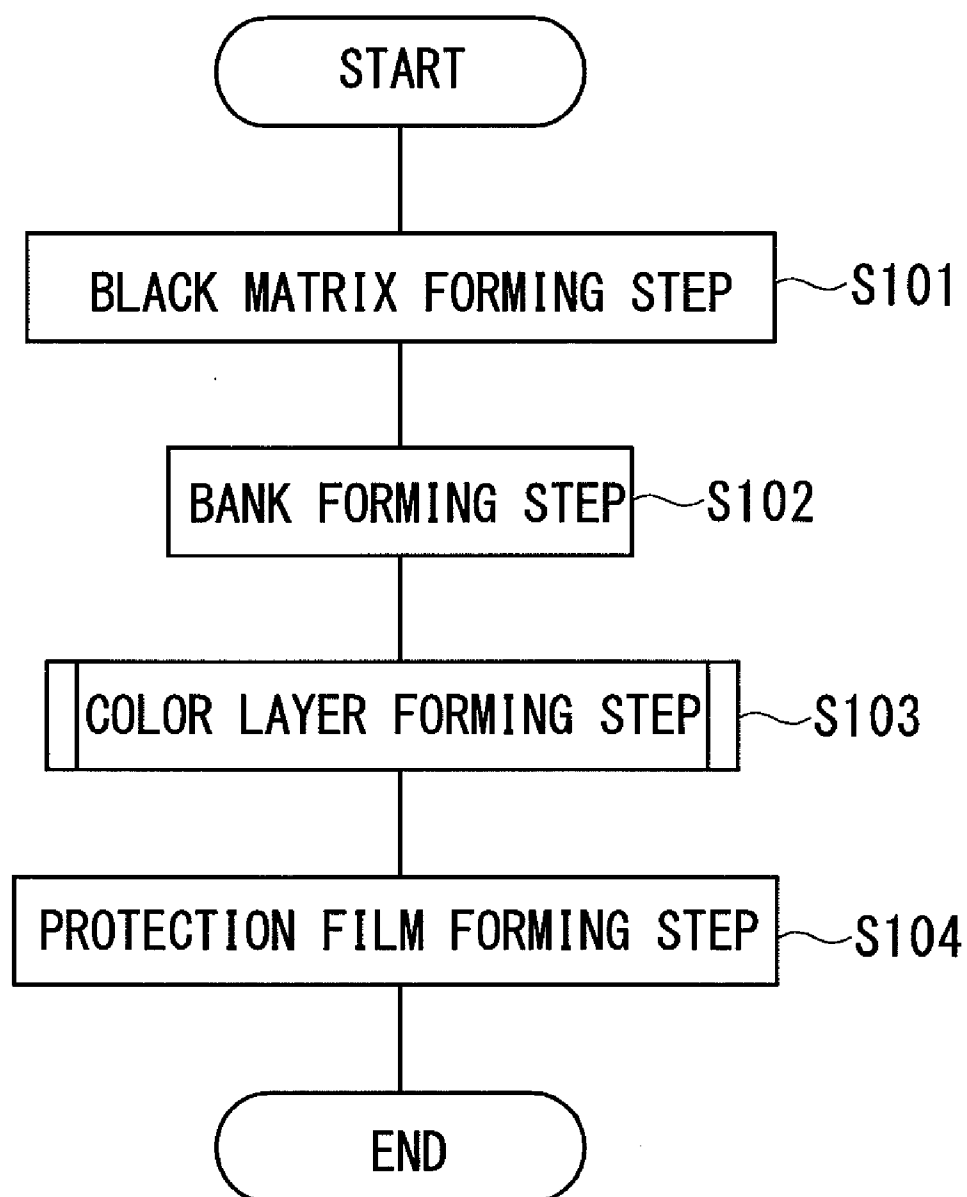 START
BLACK MATRIX FORMING STEP
S101
BANK FORMING STEP
S102
COLOR LAYER FORMING STEP
S103
PROTECTION FILM FORMING STEP
S104
END